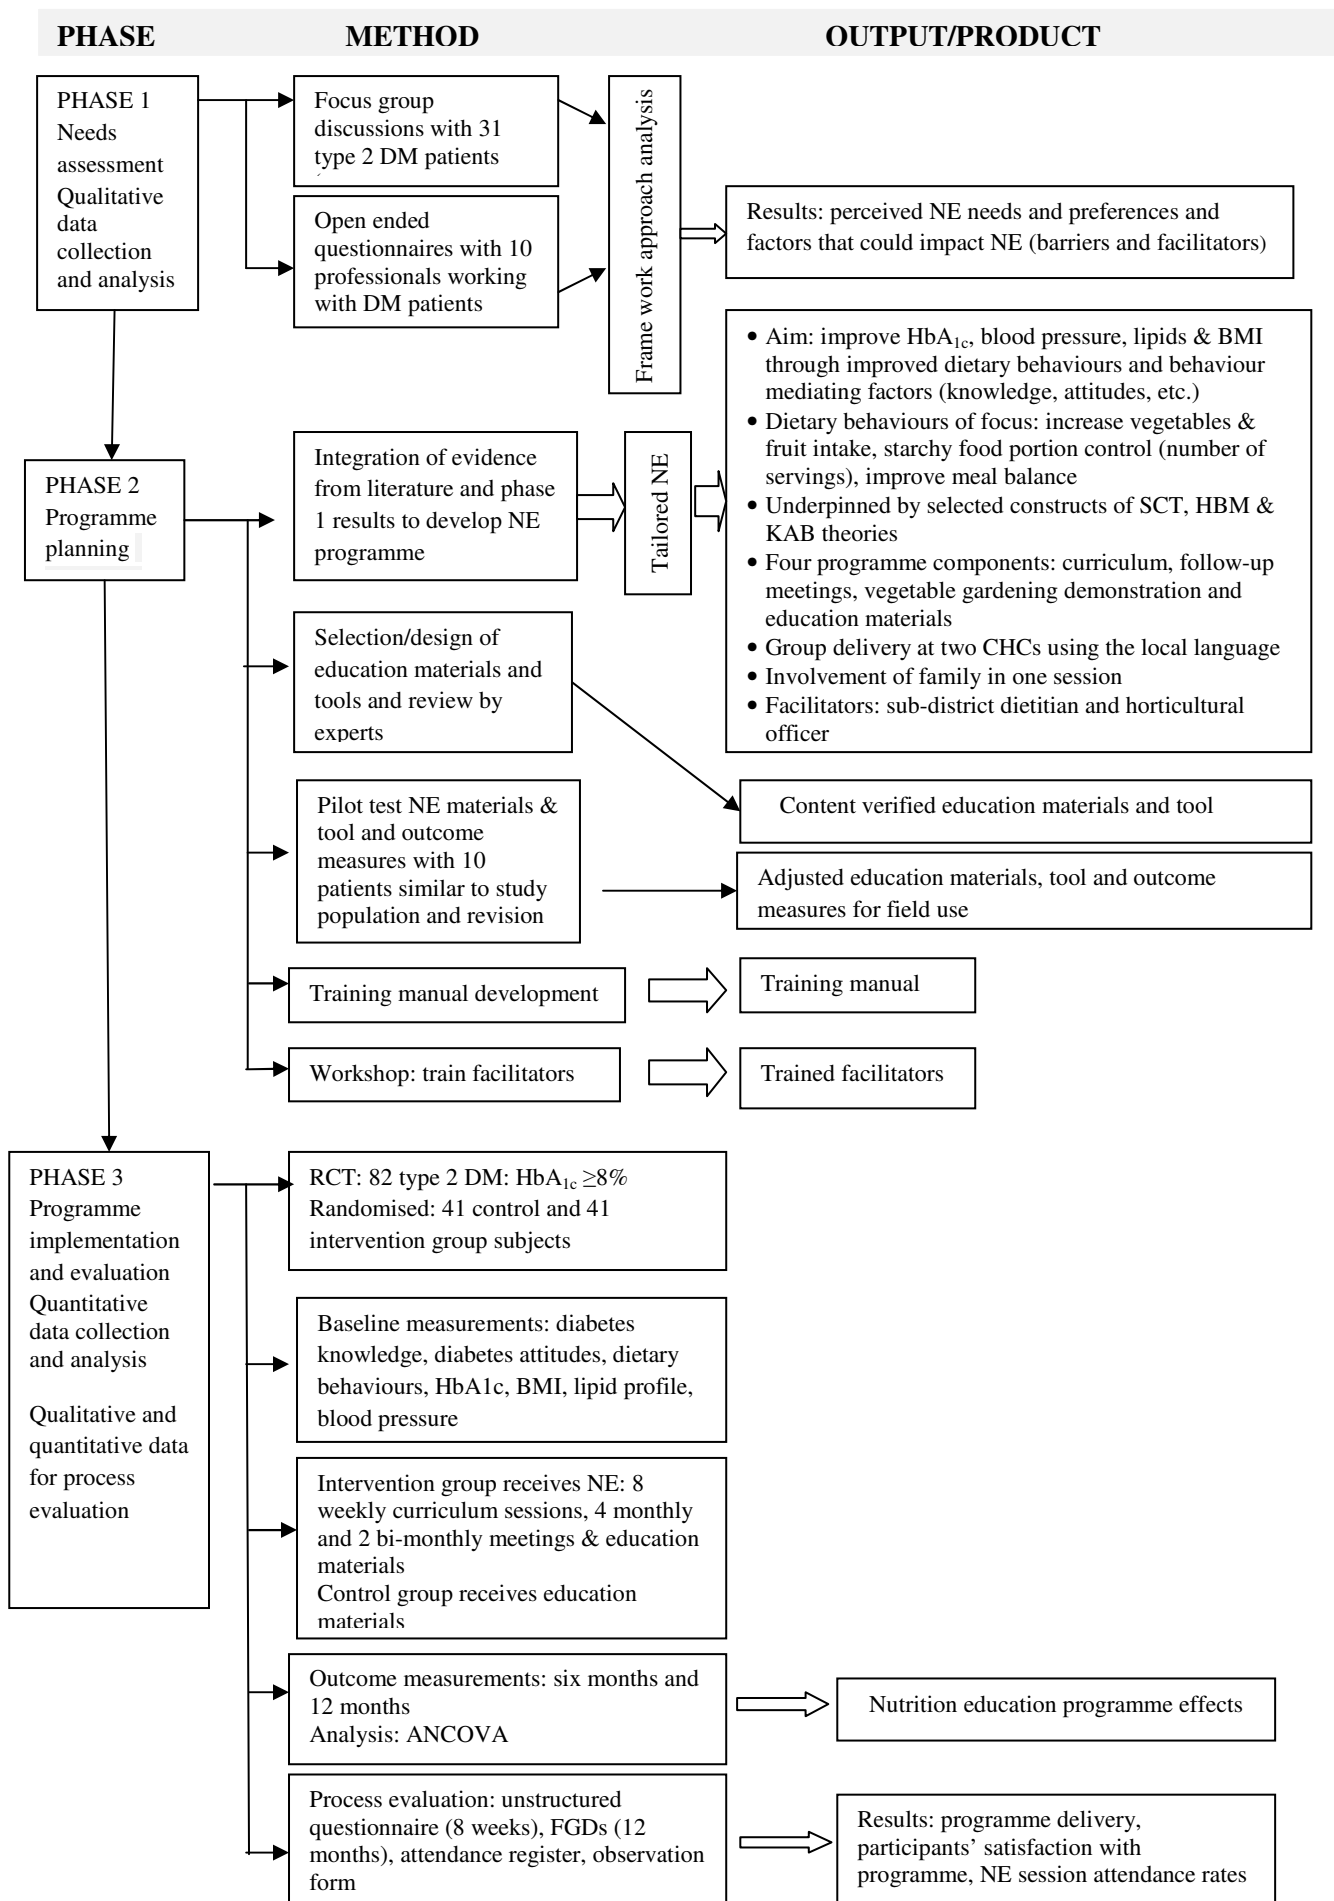 PHASE METHOD OUTPUT/PRODUCT
PHASE 1
Needs
assessment
Qualitative
data
collection
and analysis
Focus group
discussions with 31
type 2 DM patients
Open ended
questionnaires with 10
professionals working
with DM patients
Frame work approach analysis
Results: perceived NE needs and preferences and
factors that could impact NE (barriers and facilitators)
PHASE 2
Programme
planning
Integration of evidence
from literature and phase
1 results to develop NE
programme
Tailored NE
• Aim: improve HbA1c, blood pressure, lipids & BMI
through improved dietary behaviours and behaviour
mediating factors (knowledge, attitudes, etc.)
• Dietary behaviours of focus: increase vegetables &
fruit intake, starchy food portion control (number of
servings), improve meal balance
• Underpinned by selected constructs of SCT, HBM &
KAB theories
• Four programme components: curriculum, follow-up
meetings, vegetable gardening demonstration and
education materials
• Group delivery at two CHCs using the local language
• Involvement of family in one session
• Facilitators: sub-district dietitian and horticultural
officer
Selection/design of
education materials and
tools and review by
experts
Content verified education materials and tool
Pilot test NE materials &
tool and outcome
measures with 10
patients similar to study
population and revision
Adjusted education materials, tool and outcome
measures for field use
Training manual development
Training manual
Workshop: train facilitators
Trained facilitators
PHASE 3
Programme
implementation
and evaluation
Quantitative
data collection
and analysis
Qualitative and
quantitative data
for process
evaluation
RCT: 82 type 2 DM: HbA1c ≥8%
Randomised: 41 control and 41
intervention group subjects
Baseline measurements: diabetes
knowledge, diabetes attitudes, dietary
behaviours, HbA1c, BMI, lipid profile,
blood pressure
Intervention group receives NE: 8
weekly curriculum sessions, 4 monthly
and 2 bi-monthly meetings & education
materials
Control group receives education
materials
Outcome measurements: six months and
12 months
Analysis: ANCOVA
Nutrition education programme effects
Process evaluation: unstructured
questionnaire (8 weeks), FGDs (12
months), attendance register, observation
form
Results: programme delivery,
participants’ satisfaction with
programme, NE session attendance rates